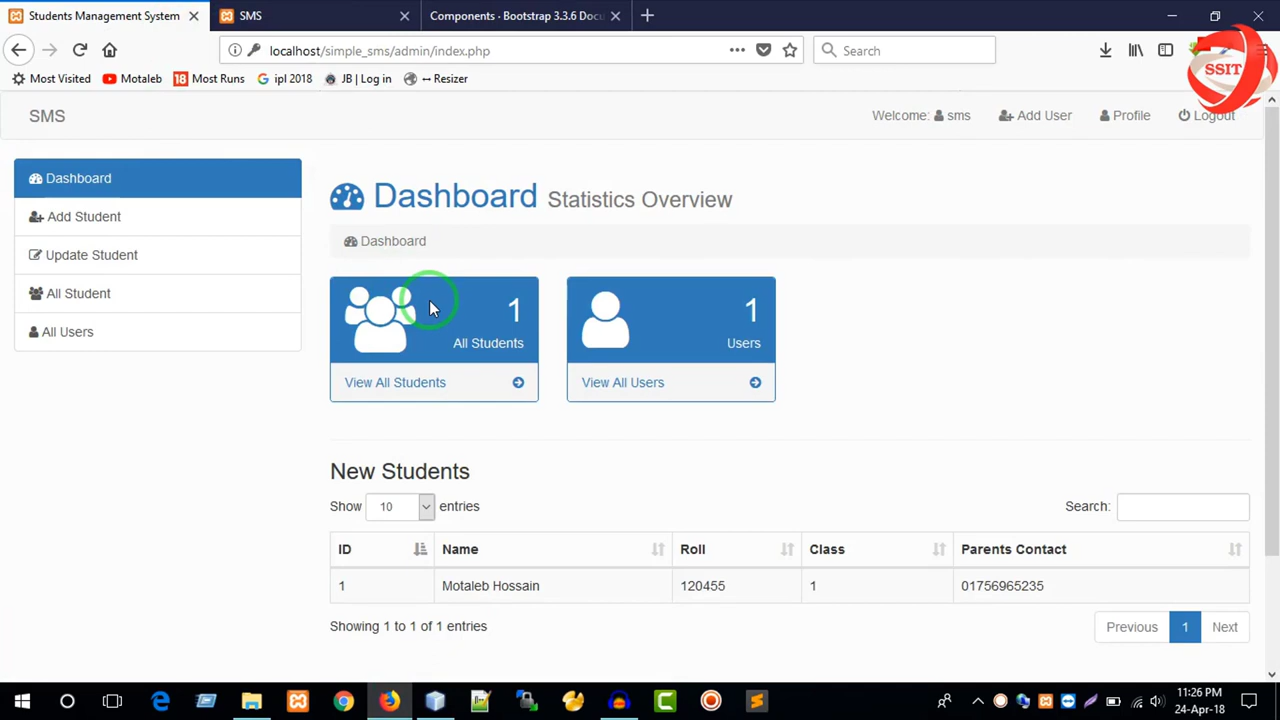 Students Management System
SMS
Components · Bootstrap 3.3.6 Docu
localhost/simple_sms/admin/index.php
Search
Most Visited
Motaleb
18 Most Runs
ipl 2018
JB | Log in
↔ Resizer
SSIT
SMS
Welcome: sms
Add User
Profile
Logout
Dashboard
Add Student
Update Student
All Student
All Users
Dashboard Statistics Overview
Dashboard
1
All Students
View All Students
1
Users
View All Users
New Students
Show 10 entries
Search:
ID Name Roll Class Parents Contact
1 Motaleb Hossain 120455 1 01756965235
Showing 1 to 1 of 1 entries
Previous 1 Next
11:26 PM
24-Apr-18